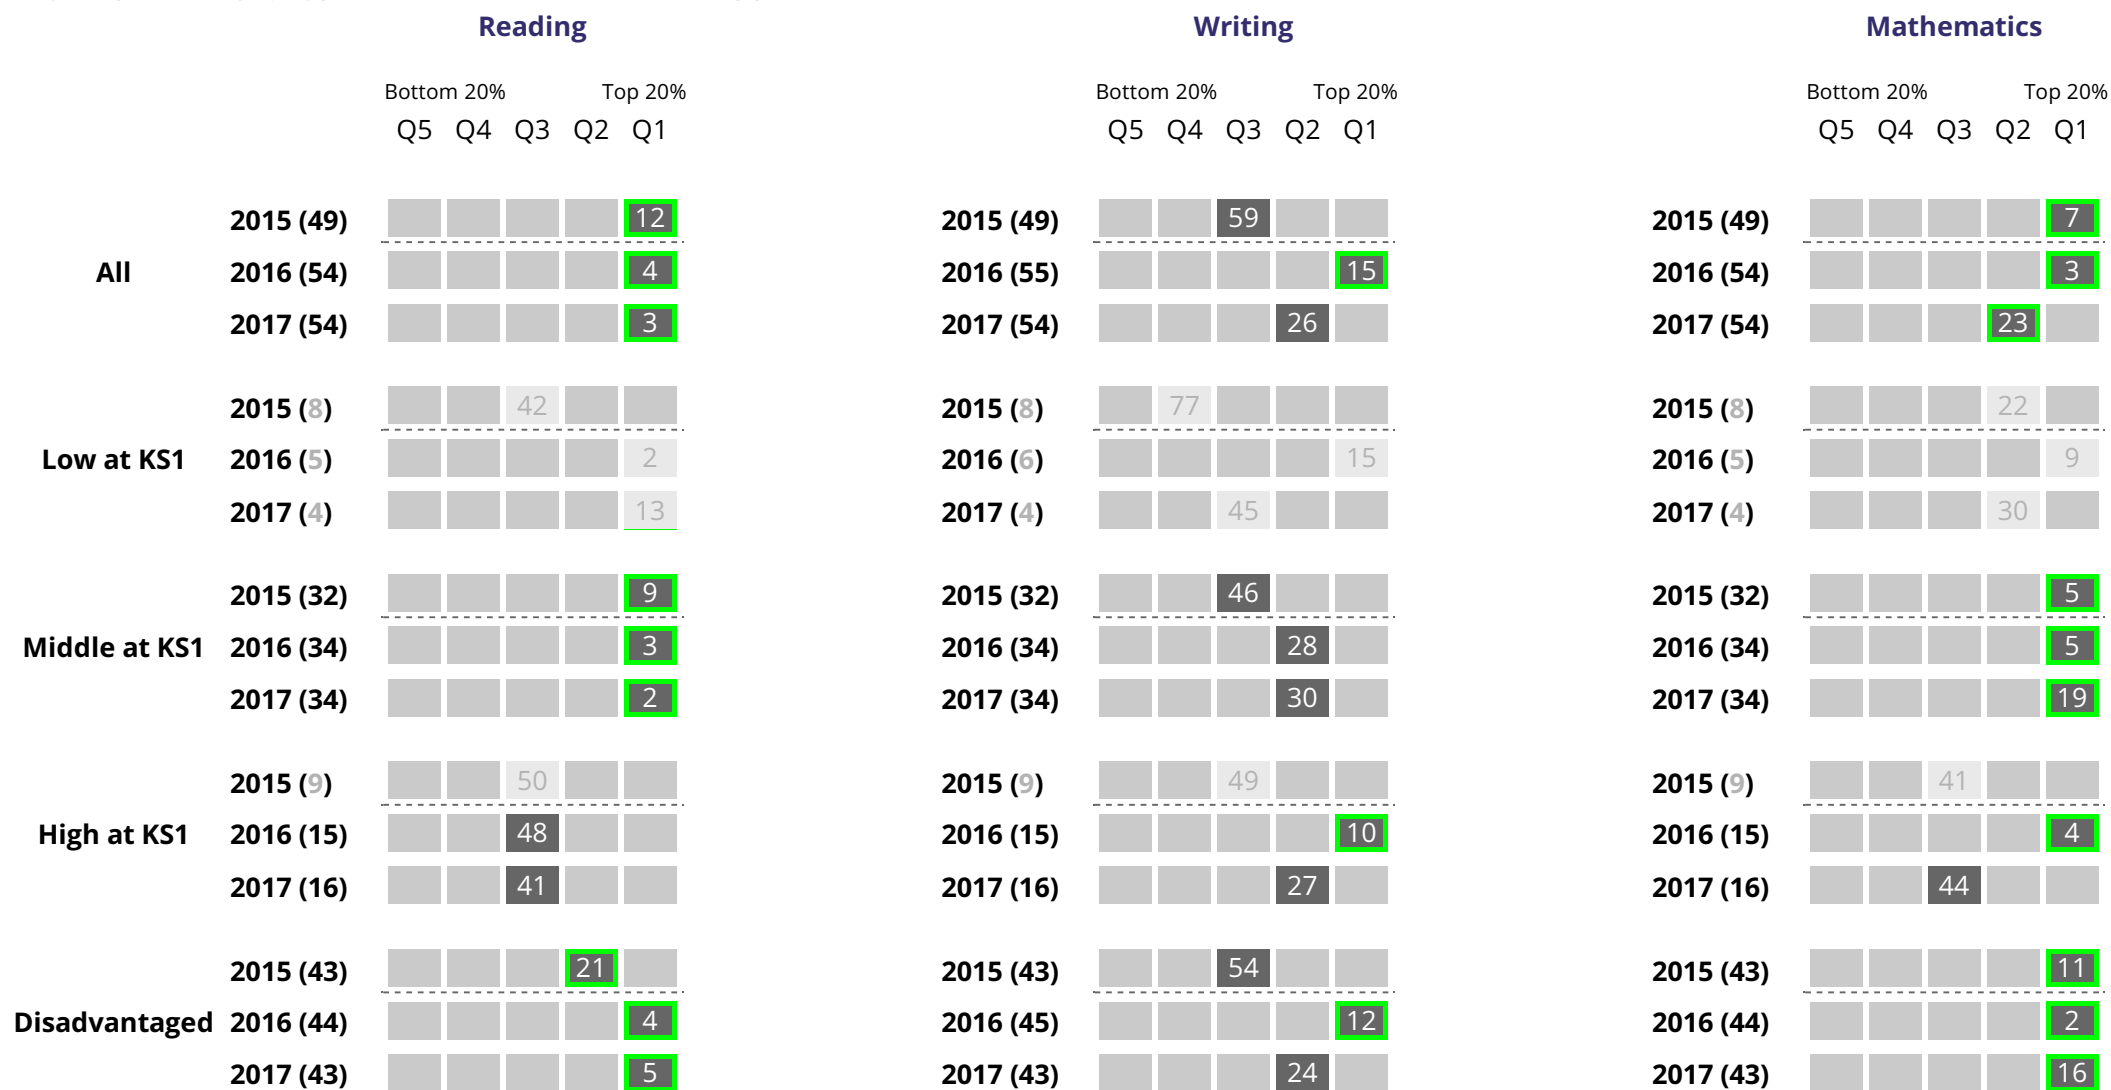 Reading Writing Mathematics
Bottom 20% Top 20% Bottom 20% Top 20% Bottom 20% Top 20%
Q5 Q4 Q3 Q2 Q1 Q5 Q4 Q3 Q2 Q1 Q5 Q4 Q3 Q2 Q1
2015 (49) 12 2015 (49) 59 2015 (49) 7
All 2016 (54) 4 2016 (55) 15 2016 (54) 3
2017 (54) 3 2017 (54) 26 2017 (54) 23
2015 (8) 42 2015 (8) 77 2015 (8) 22
Low at KS1 2016 (5) 2 2016 (6) 15 2016 (5) 9
2017 (4) 13 2017 (4) 45 2017 (4) 30
2015 (32) 9 2015 (32) 46 2015 (32) 5
Middle at KS1 2016 (34) 3 2016 (34) 28 2016 (34) 5
2017 (34) 2 2017 (34) 30 2017 (34) 19
2015 (9) 50 2015 (9) 49 2015 (9) 41
High at KS1 2016 (15) 48 2016 (15) 10 2016 (15) 4
2017 (16) 41 2017 (16) 27 2017 (16) 44
2015 (43) 21 2015 (43) 54 2015 (43) 11
Disadvantaged 2016 (44) 4 2016 (45) 12 2016 (44) 2
2017 (43) 5 2017 (43) 24 2017 (43) 16